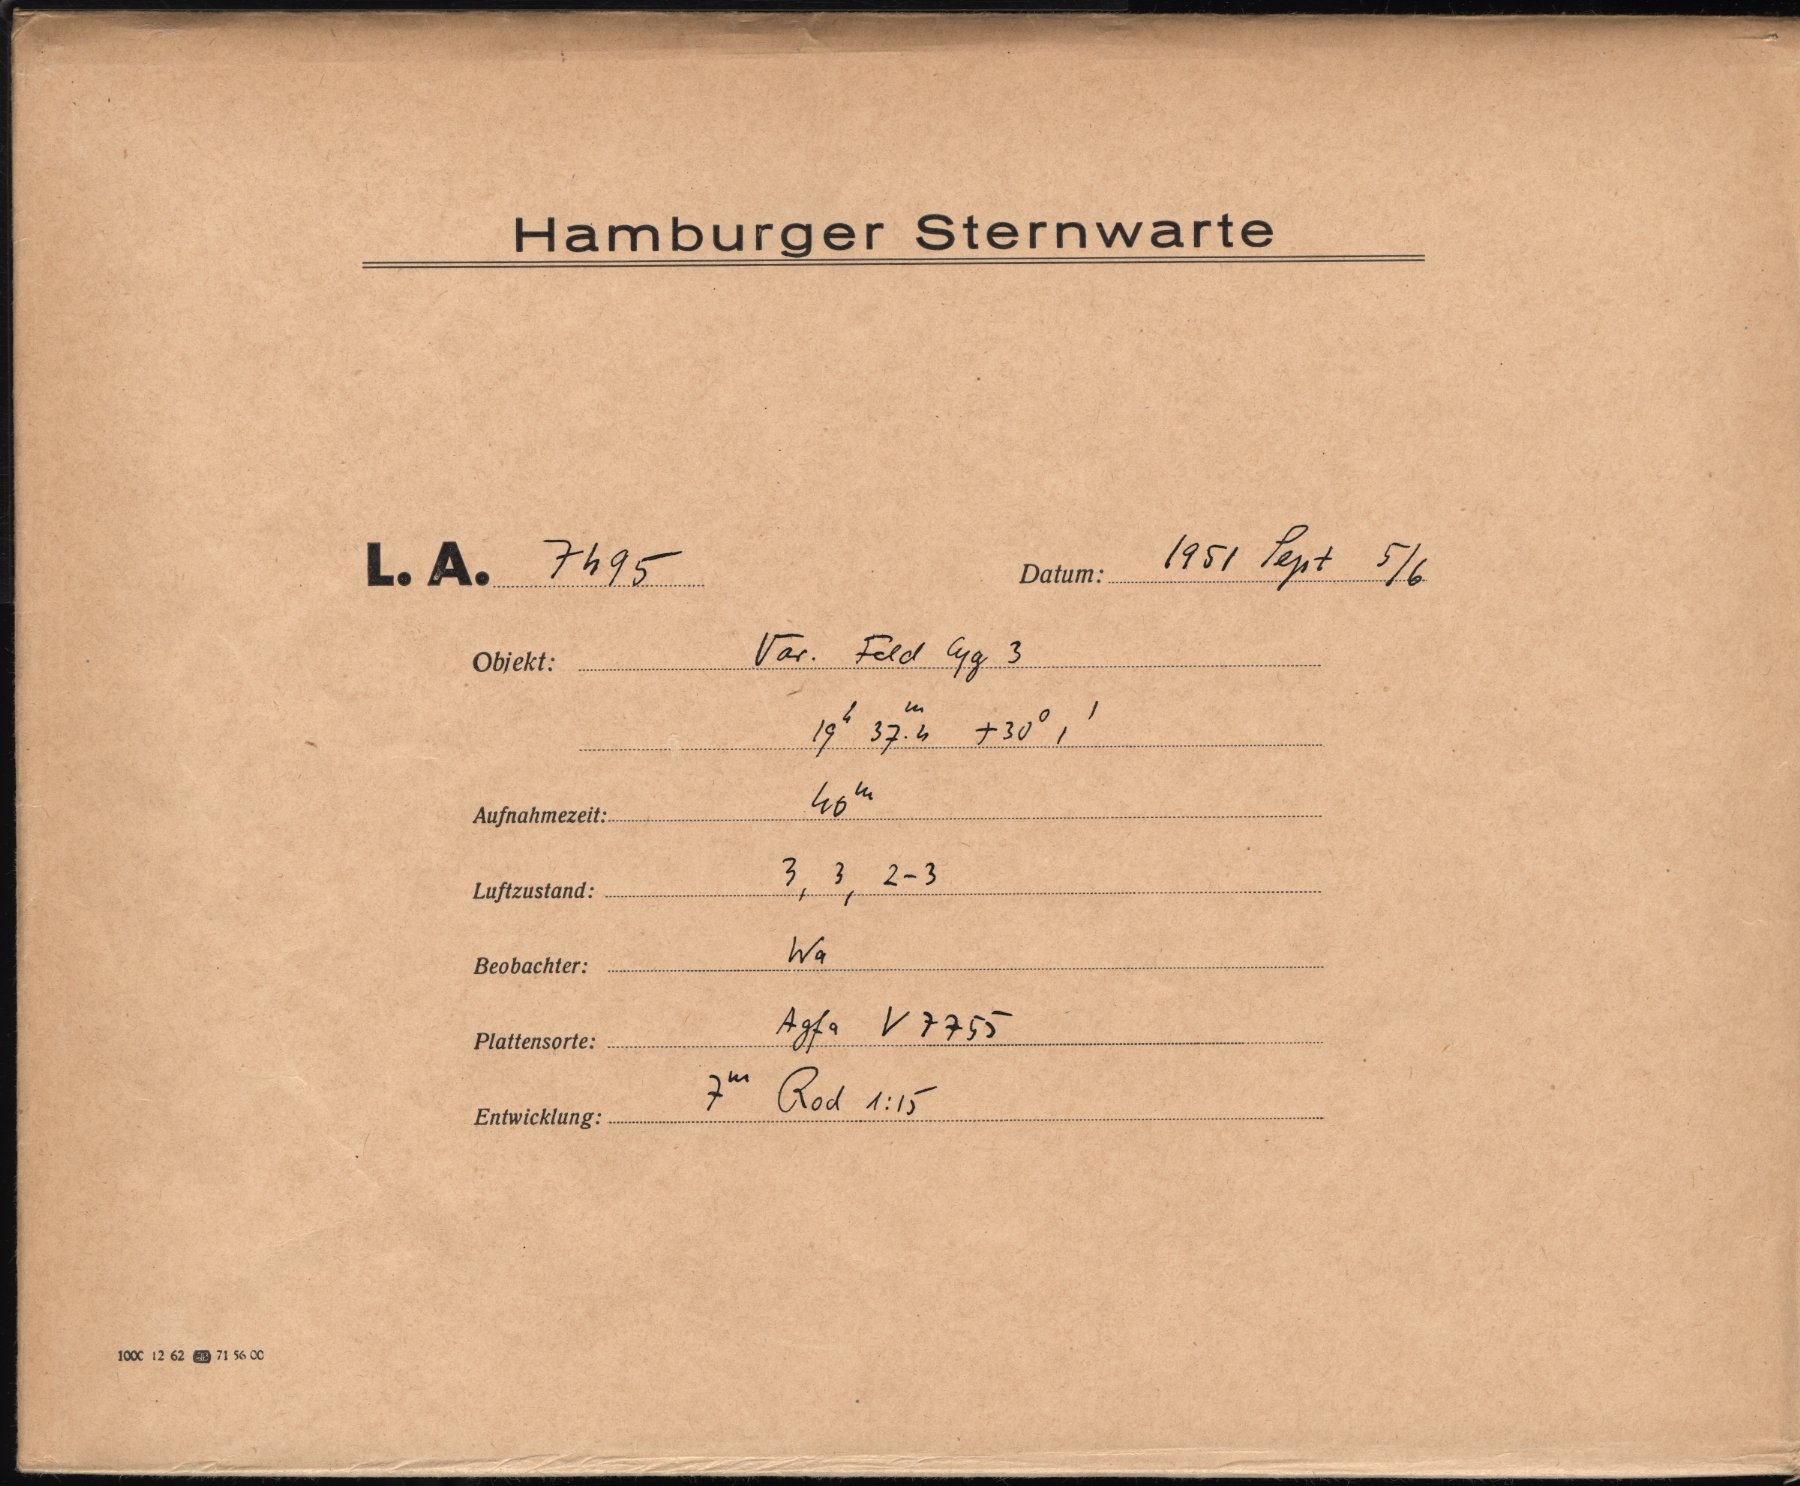 Hamburger Sternwarte
L. A. 7495 Datum: 1951 Sept 5/6
Objekt: Var. Feld Cyg 3
19ʰ 37.ᵐ4 +30° 1'
Aufnahmezeit: 40ᵐ
Luftzustand: 3, 3, 2-3
Beobachter: Wa
Plattensorte: Agfa V 7755
Entwicklung: 7ᵐ Rod 1:15
1000 12 62 71 56 00